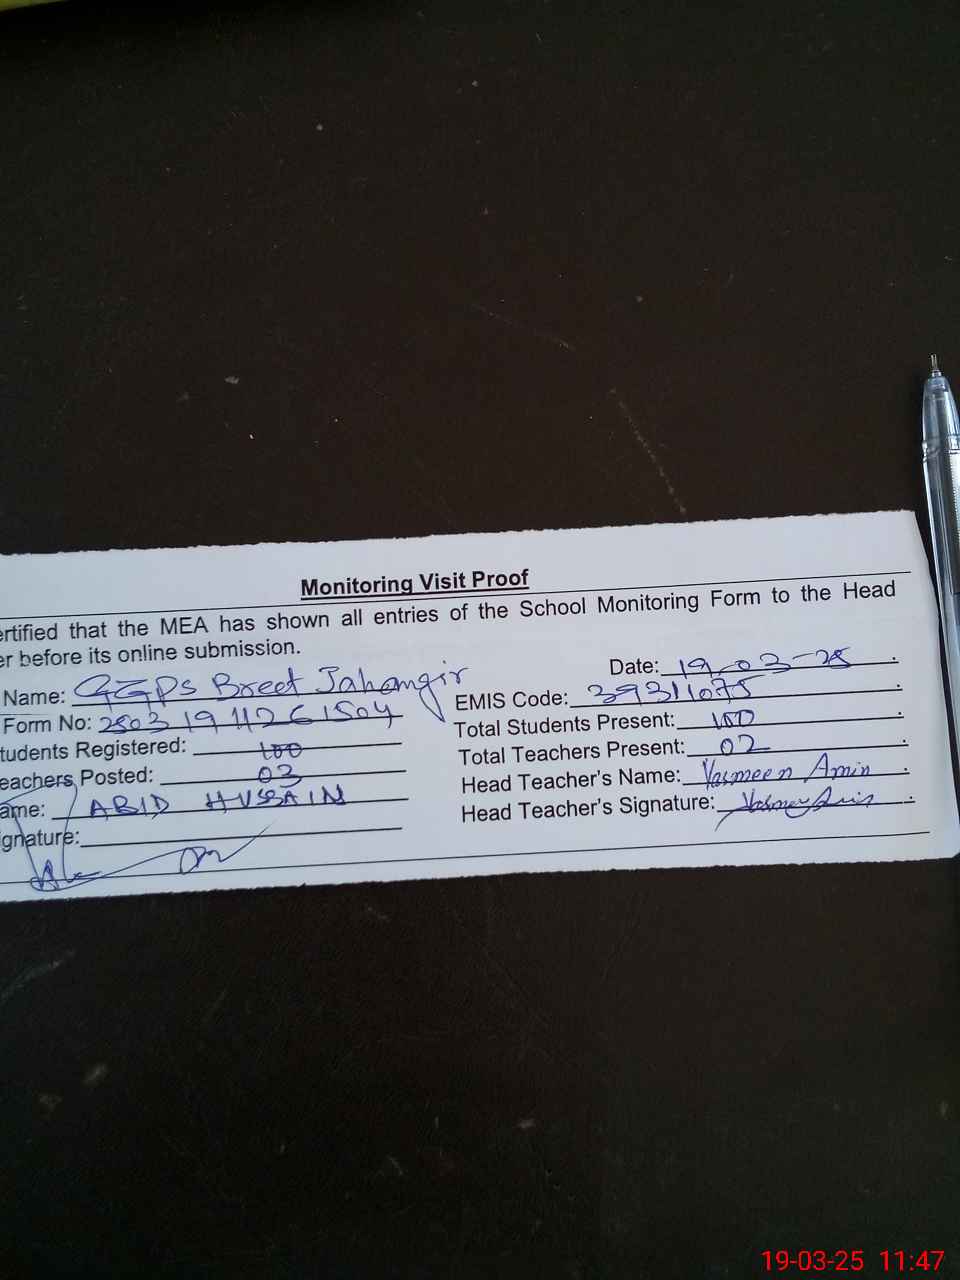 Monitoring Visit Proof
ertified that the MEA has shown all entries of the School Monitoring Form to the Head
er before its online submission.
Date: 19-03-25
Name: GGPS Breet Jahangir
EMIS Code: 39311075
Form No: 25031911261504
Total Students Present: 100
tudents Registered: 100
Total Teachers Present: 02
eachers Posted: 03
Head Teacher's Name: Yasmeen Amin
ame: ABID HUSSAIN
Head Teacher's Signature:
ignature:
19-03-25 11:47